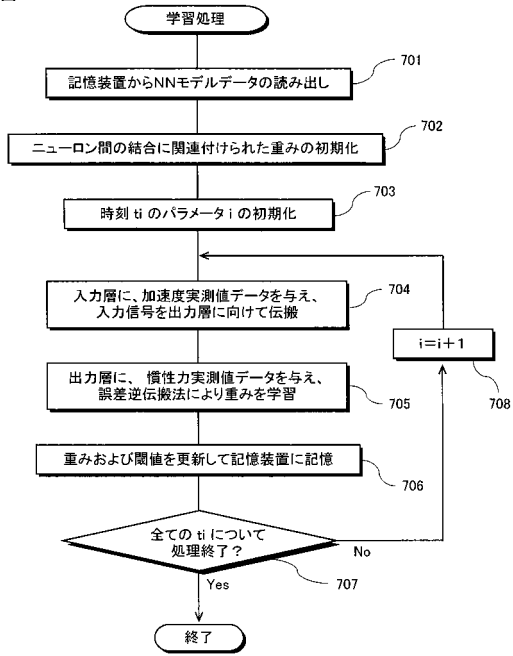 学習処理
701
記憶装置からNNモデルデータの読み出し
702
ニューロン間の結合に関連付けられた重みの初期化
703
時刻 ti のパラメータ i の初期化
入力層に、加速度実測値データを与え、
入力信号を出力層に向けて伝搬
704
i=i+1
708
出力層に、慣性力実測値データを与え、
誤差逆伝搬法により重みを学習
705
重みおよび閾値を更新して記憶装置に記憶
706
全ての ti について
処理終了?
No
707
Yes
終了